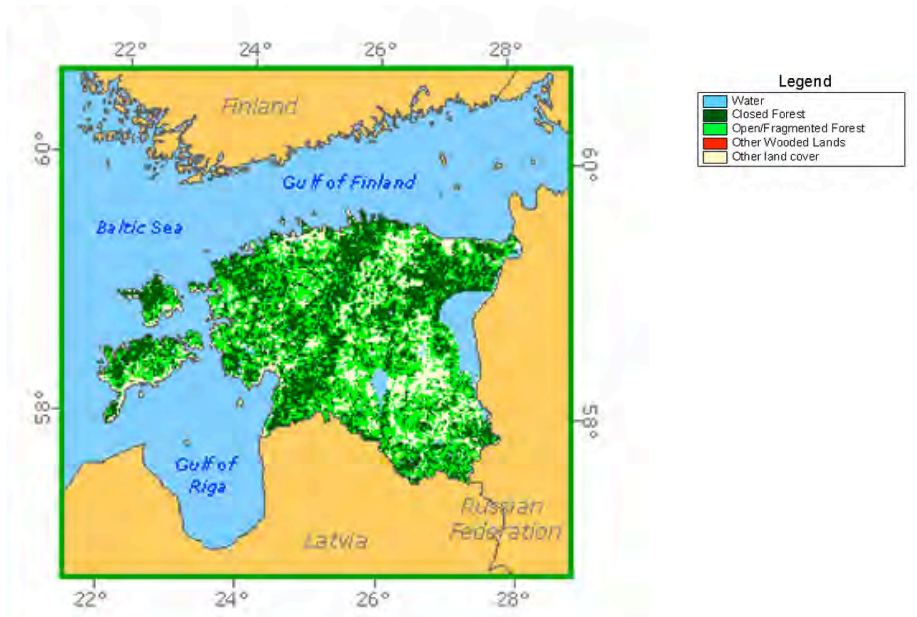 22° 24° 26° 28°
Finland
60° 60°
Gulf of Finland
Baltic Sea
58° 58°
Gulf of
Riga
Russian
Federation
Latvia
22° 24° 26° 28°
Legend
Water
Closed Forest
Open/Fragmented Forest
Other Wooded Lands
Other land cover